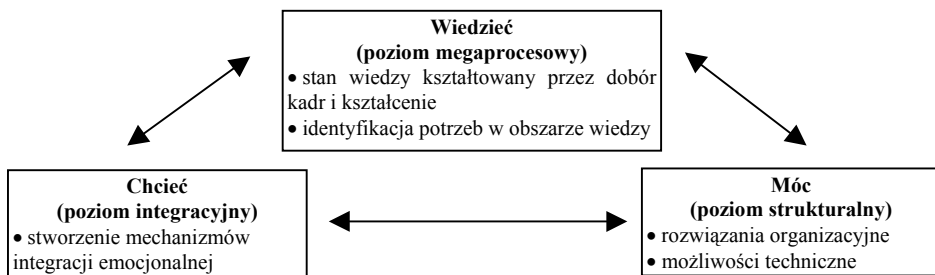 Wiedzieć
(poziom megaprocesowy)
• stan wiedzy kształtowany przez dobór
kadr i kształcenie
• identyfikacja potrzeb w obszarze wiedzy
Chcieć
(poziom integracyjny)
• stworzenie mechanizmów
integracji emocjonalnej
Móc
(poziom strukturalny)
• rozwiązania organizacyjne
• możliwości techniczne